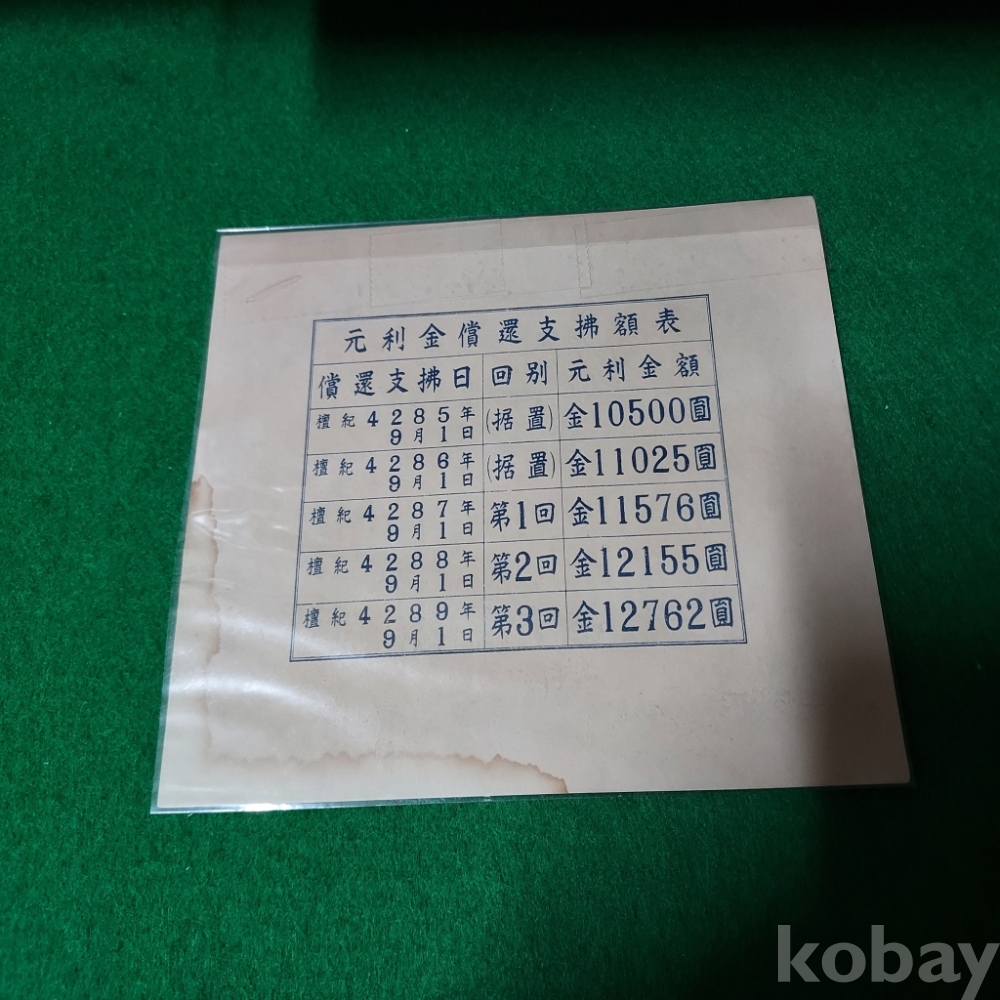 元利金償還支拂額表
償還支拂日 回別 元利金額
檀紀4285年9月1日 (据置) 金10500圓
檀紀4286年9月1日 (据置) 金11025圓
檀紀4287年9月1日 第1回 金11576圓
檀紀4288年9月1日 第2回 金12155圓
檀紀4289年9月1日 第3回 金12762圓
kobay